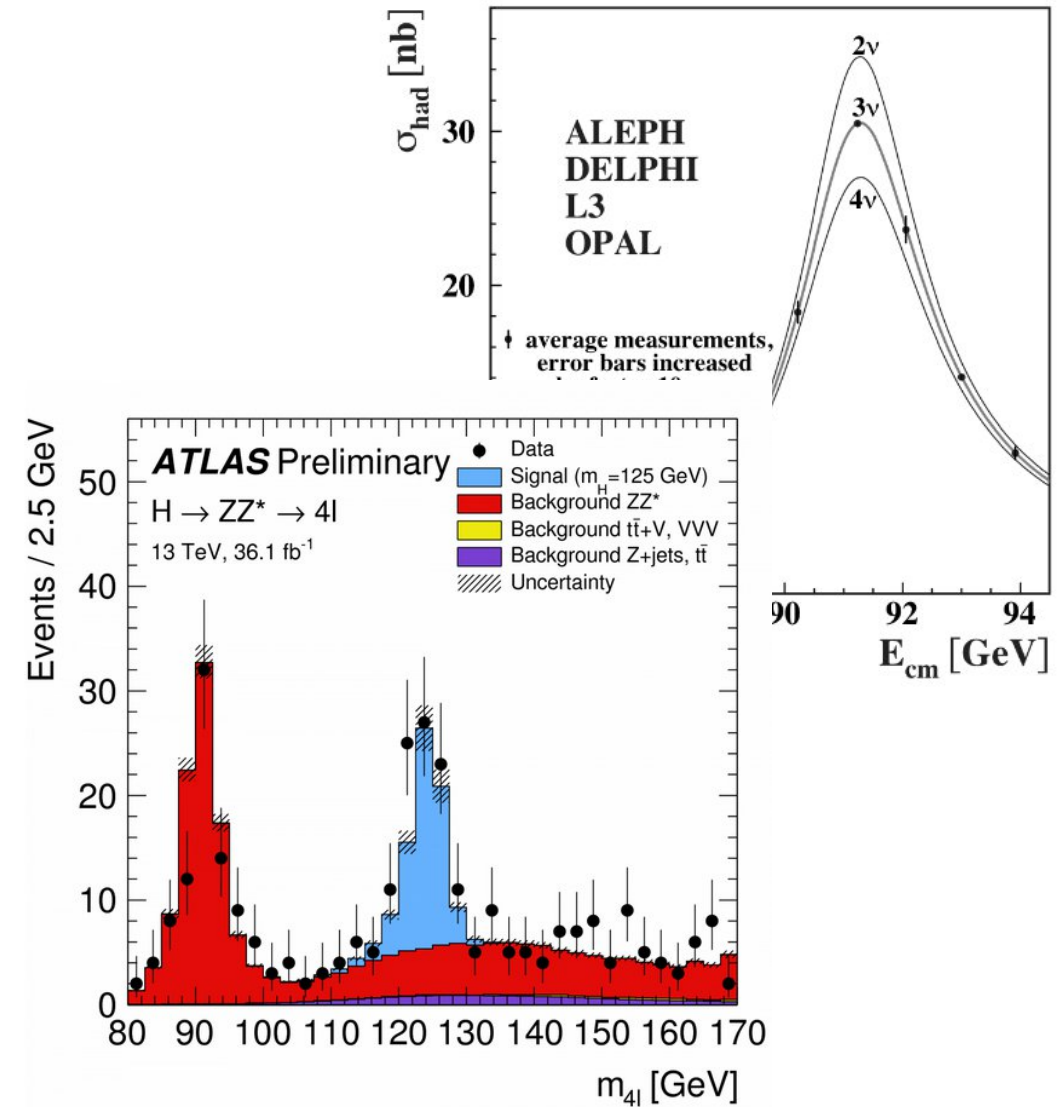 σhad [nb]
2ν
3ν
30
ALEPH
DELPHI
4ν
L3
OPAL
20
average measurements,
error bars increased
90 92 94
Ecm [GeV]
Events / 2.5 GeV
ATLAS Preliminary
H → ZZ* → 4l
13 TeV, 36.1 fb-1
Data
Signal (mH=125 GeV)
Background ZZ*
Background tt̄+V, VVV
Background Z+jets, tt̄
Uncertainty
50
40
30
20
10
0
80 90 100 110 120 130 140 150 160 170
m4l [GeV]